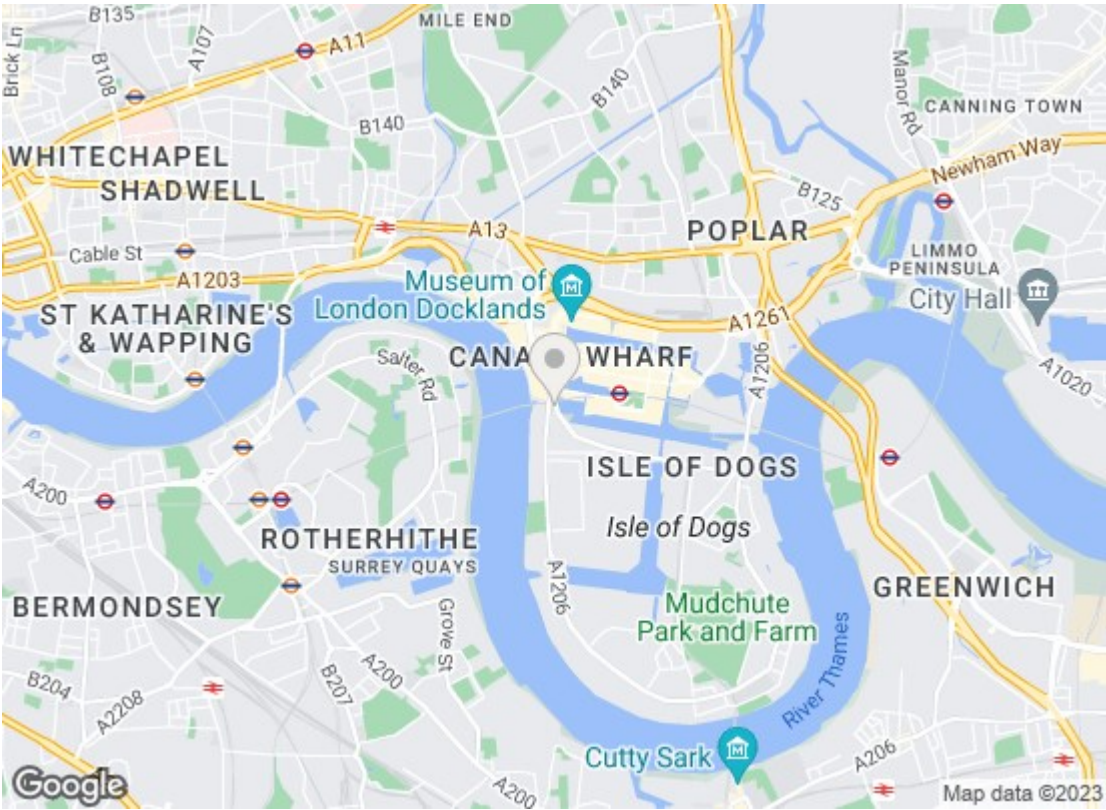 B135
MILE END
A107
A11
Brick Ln
B108
B140
B140
Manor Rd
CANNING TOWN
WHITECHAPEL
SHADWELL
Newham Way
B125
POPLAR
A13
Cable St
LIMMO
PENINSULA
A1203
Museum of
London Docklands
City Hall
ST KATHARINE'S
& WAPPING
A1261
Salter Rd
CANA WHARF
A1206
A1020
ISLE OF DOGS
A200
Isle of Dogs
ROTHERHITHE
SURREY QUAYS
A1206
GREENWICH
BERMONDSEY
Grove St
Mudchute
Park and Farm
River Thames
B204
A2208
B207
A200
Cutty Sark
A206
A200
Google
Map data ©2023